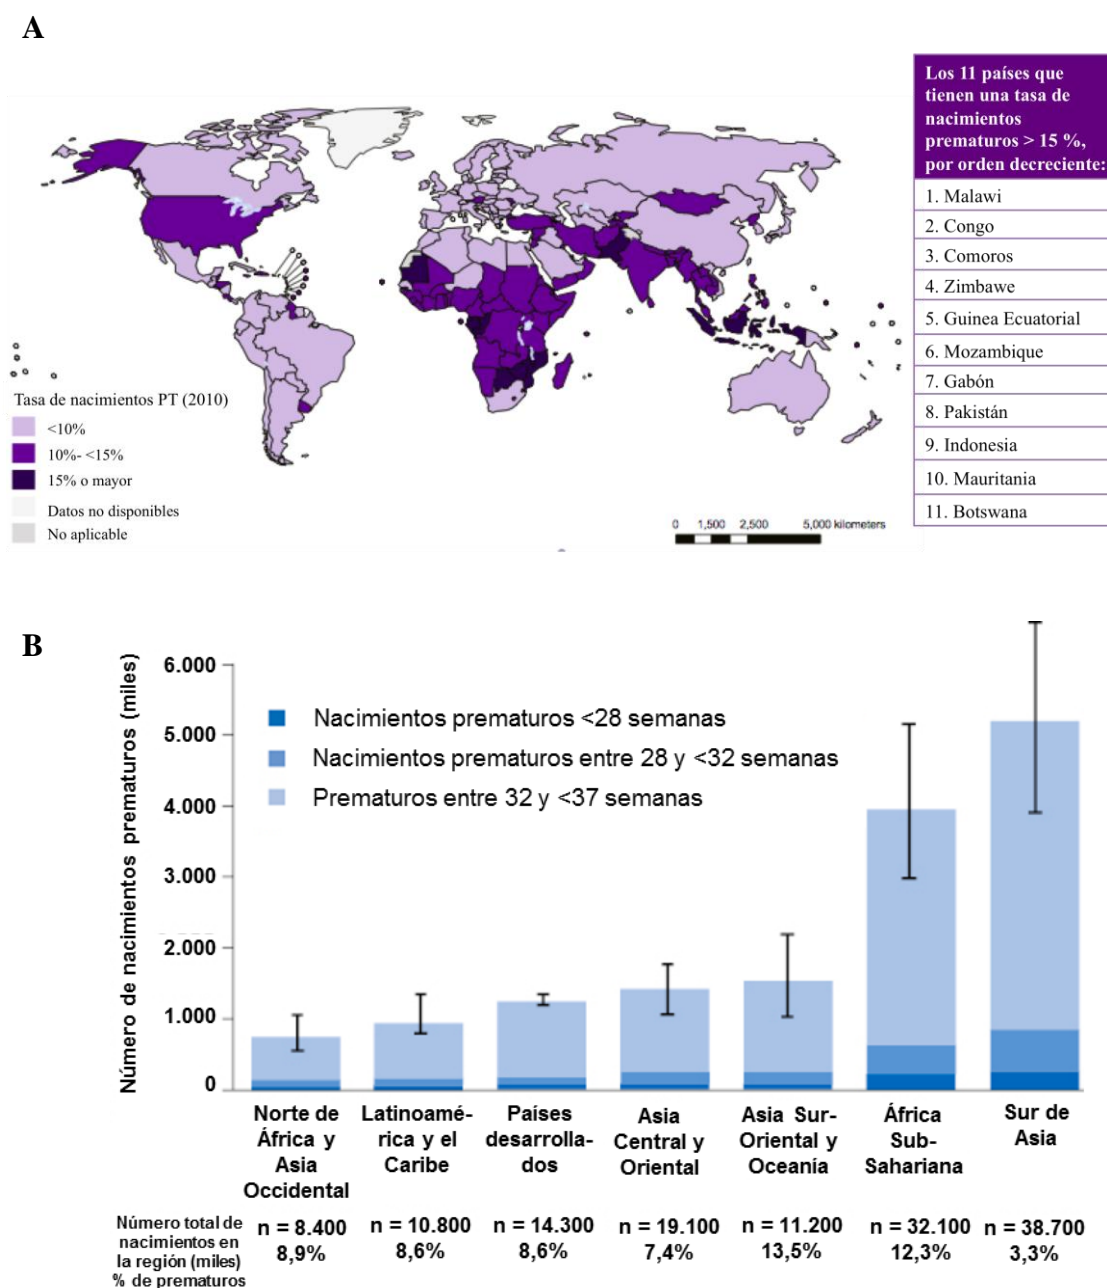 A
Los 11 países que
tienen una tasa de
nacimientos
prematuros > 15 %,
por orden decreciente:
1. Malawi
2. Congo
3. Comoros
4. Zimbawe
5. Guinea Ecuatorial
6. Mozambique
7. Gabón
8. Pakistán
9. Indonesia
10. Mauritania
11. Botswana
Tasa de nacimientos PT (2010)
<10%
10%- <15%
15% o mayor
Datos no disponibles
No aplicable
0 1,500 2,500 5,000 kilometers
B
Número de nacimientos prematuros (miles)
6.000
5.000
4.000
3.000
2.000
1.000
0
Nacimientos prematuros <28 semanas
Nacimientos prematuros entre 28 y <32 semanas
Prematuros entre 32 y <37 semanas
Norte de
África y
Asia
Occidental
Latinoamé-
rica y el
Caribe
Países
desarrolla-
dos
Asia
Central y
Oriental
Asia Sur-
Oriental y
Oceanía
África
Sub-
Sahariana
Sur de
Asia
Número total de
nacimientos en
la región (miles)
% de prematuros
n = 8.400
8,9%
n = 10.800
8,6%
n = 14.300
8,6%
n = 19.100
7,4%
n = 11.200
13,5%
n = 32.100
12,3%
n = 38.700
3,3%